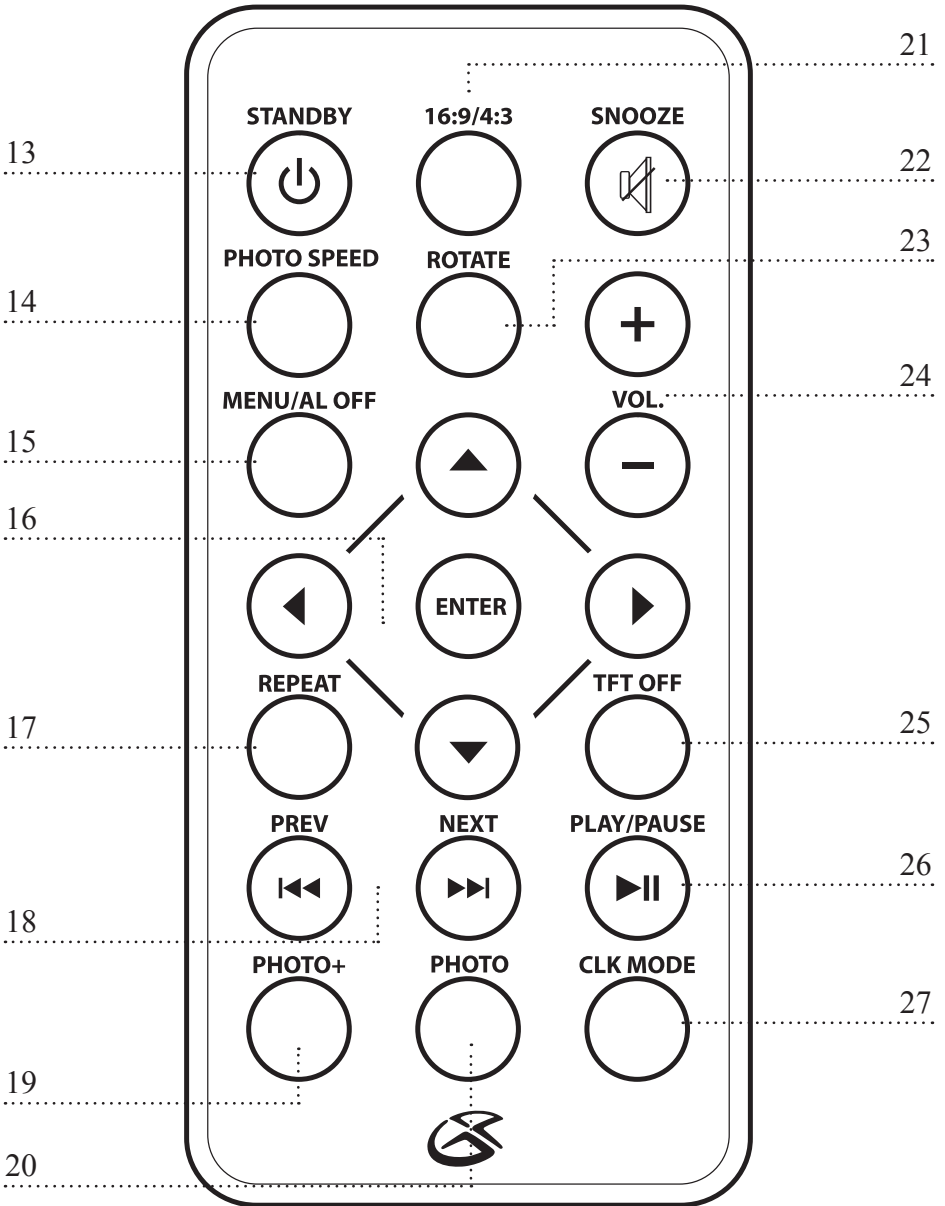 21
STANDBY 16:9/4:3 SNOOZE
13
22
23
PHOTO SPEED ROTATE
14
24
MENU/AL OFF VOL.
15
16
ENTER
REPEAT TFT OFF
17
25
PREV NEXT PLAY/PAUSE
26
18
PHOTO+ PHOTO CLK MODE
27
19
20